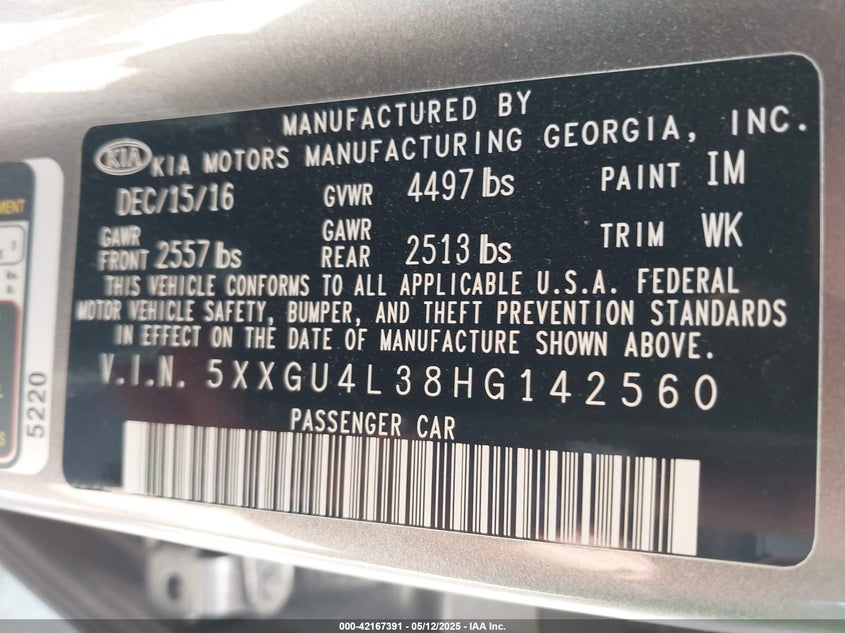 MANUFACTURED BY
KIA KIA MOTORS MANUFACTURING GEORGIA, INC.
DEC/15/16 GVWR 4497 lbs PAINT IM
GAWR FRONT 2557 lbs GAWR REAR 2513 lbs TRIM WK
THIS VEHICLE CONFORMS TO ALL APPLICABLE U.S.A. FEDERAL
MOTOR VEHICLE SAFETY, BUMPER, AND THEFT PREVENTION STANDARDS
IN EFFECT ON THE DATE OF MANUFACTURE SHOWN ABOVE.
V.I.N. 5XXGU4L38HG142560
PASSENGER CAR
5220
000-42167391 - 05/12/2025 - IAA Inc.